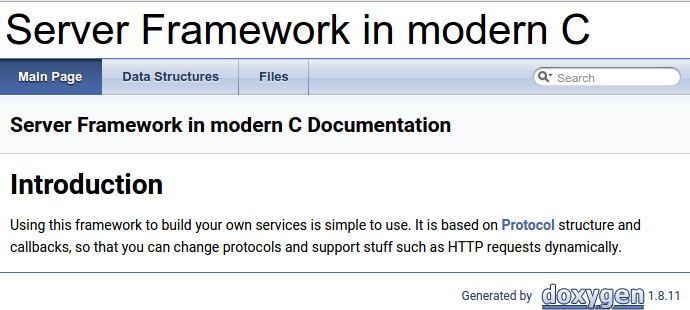 Server Framework in modern C
Main Page Data Structures Files Search
Server Framework in modern C Documentation
Introduction
Using this framework to build your own services is simple to use. It is based on Protocol structure and
callbacks, so that you can change protocols and support stuff such as HTTP requests dynamically.
Generated by doxygen 1.8.11